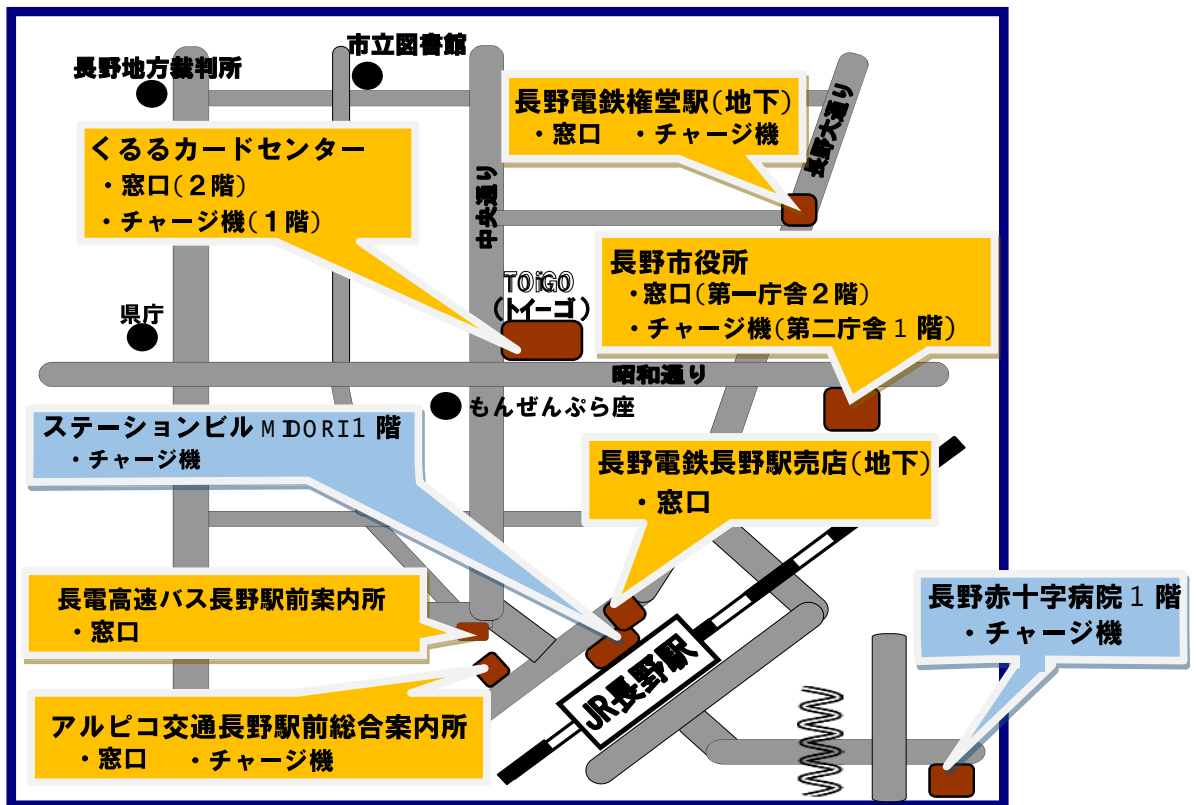 市立図書館
長野地方裁判所
長野電鉄権堂駅(地下)
・窓口 ・チャージ機
長野大通り
くるるカードセンター
・窓口(２階)
・チャージ機(１階)
中央通り
長野市役所
・窓口(第一庁舎２階)
・チャージ機(第二庁舎１階)
TOiGO
(トイーゴ)
県庁
昭和通り
もんぜんぷら座
ステーションビルMIDORI1階
・チャージ機
長野電鉄長野駅売店(地下)
・窓口
長電高速バス長野駅前案内所
・窓口
長野赤十字病院1階
・チャージ機
JR長野駅
アルピコ交通長野駅前総合案内所
・窓口 ・チャージ機